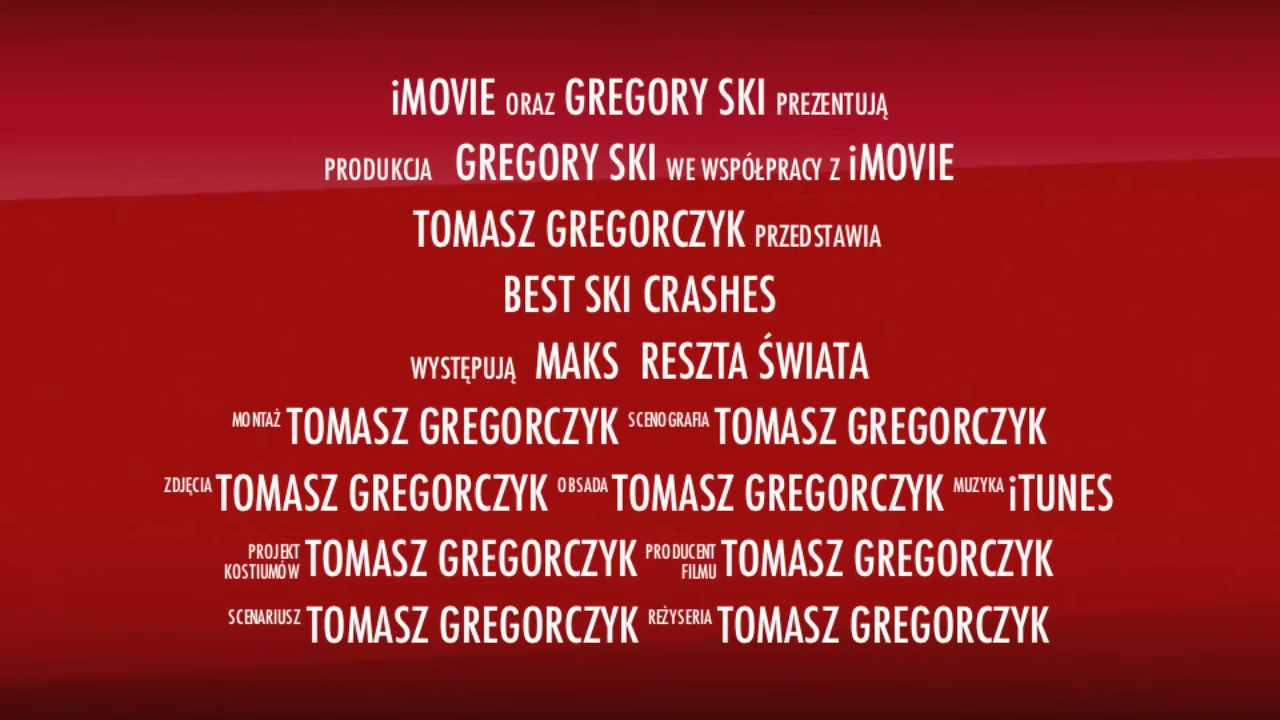 iMOVIE ORAZ GREGORY SKI PREZENTUJĄ
PRODUKCJA GREGORY SKI WE WSPÓŁPRACY Z iMOVIE
TOMASZ GREGORCZYK PRZEDSTAWIA
BEST SKI CRASHES
WYSTĘPUJĄ MAKS RESZTA ŚWIATA
MONTAŻ TOMASZ GREGORCZYK SCENOGRAFIA TOMASZ GREGORCZYK
ZDJĘCIA TOMASZ GREGORCZYK OBSADA TOMASZ GREGORCZYK MUZYKA iTUNES
PROJEKT KOSTIUMÓW TOMASZ GREGORCZYK PRODUCENT FILMU TOMASZ GREGORCZYK
SCENARIUSZ TOMASZ GREGORCZYK REŻYSERIA TOMASZ GREGORCZYK